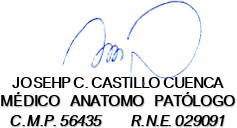 JOSEHP C. CASTILLO CUENCA
MÉDICO ANATOMO PATÓLOGO
C.M.P. 56435 R.N.E. 029091